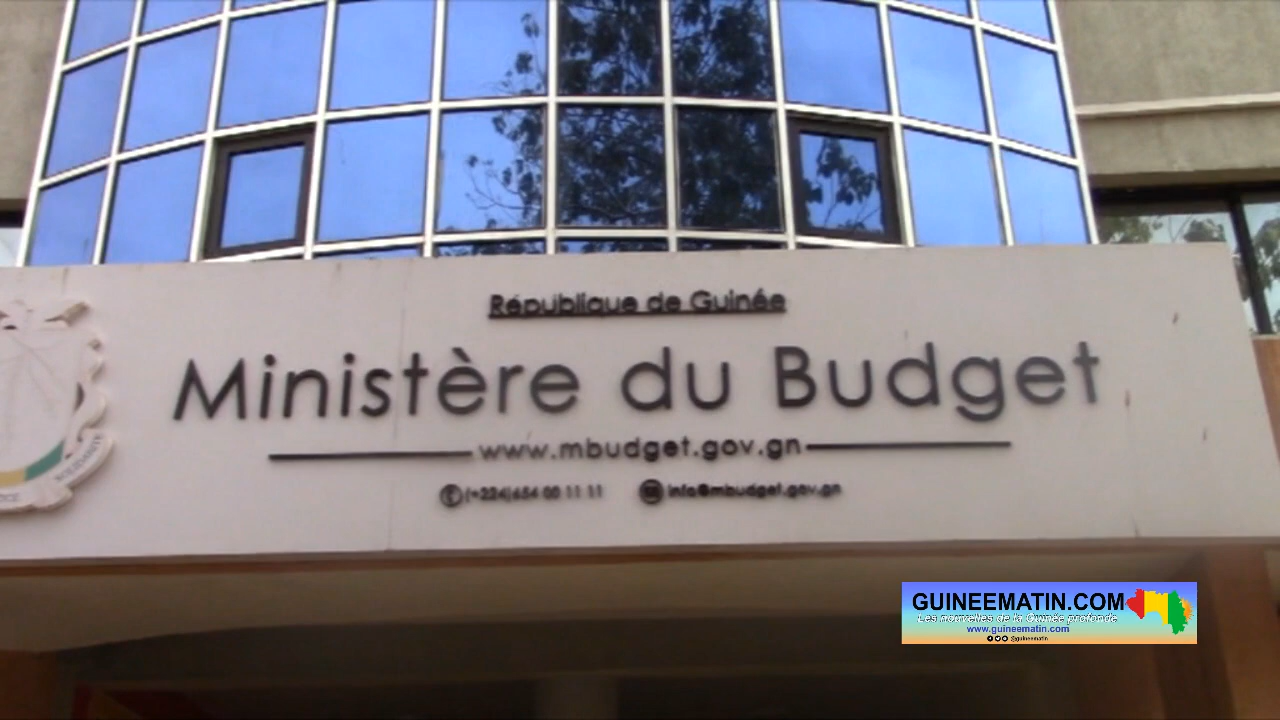 République de Guinée
Ministère du Budget
www.mbudget.gov.gn
(+224)654 00 11 11 info@mbudget.gov.gn
GUINEEMATIN.COM
Les nouvelles de la Guinée profonde
www.guineematin.com
@guineematin